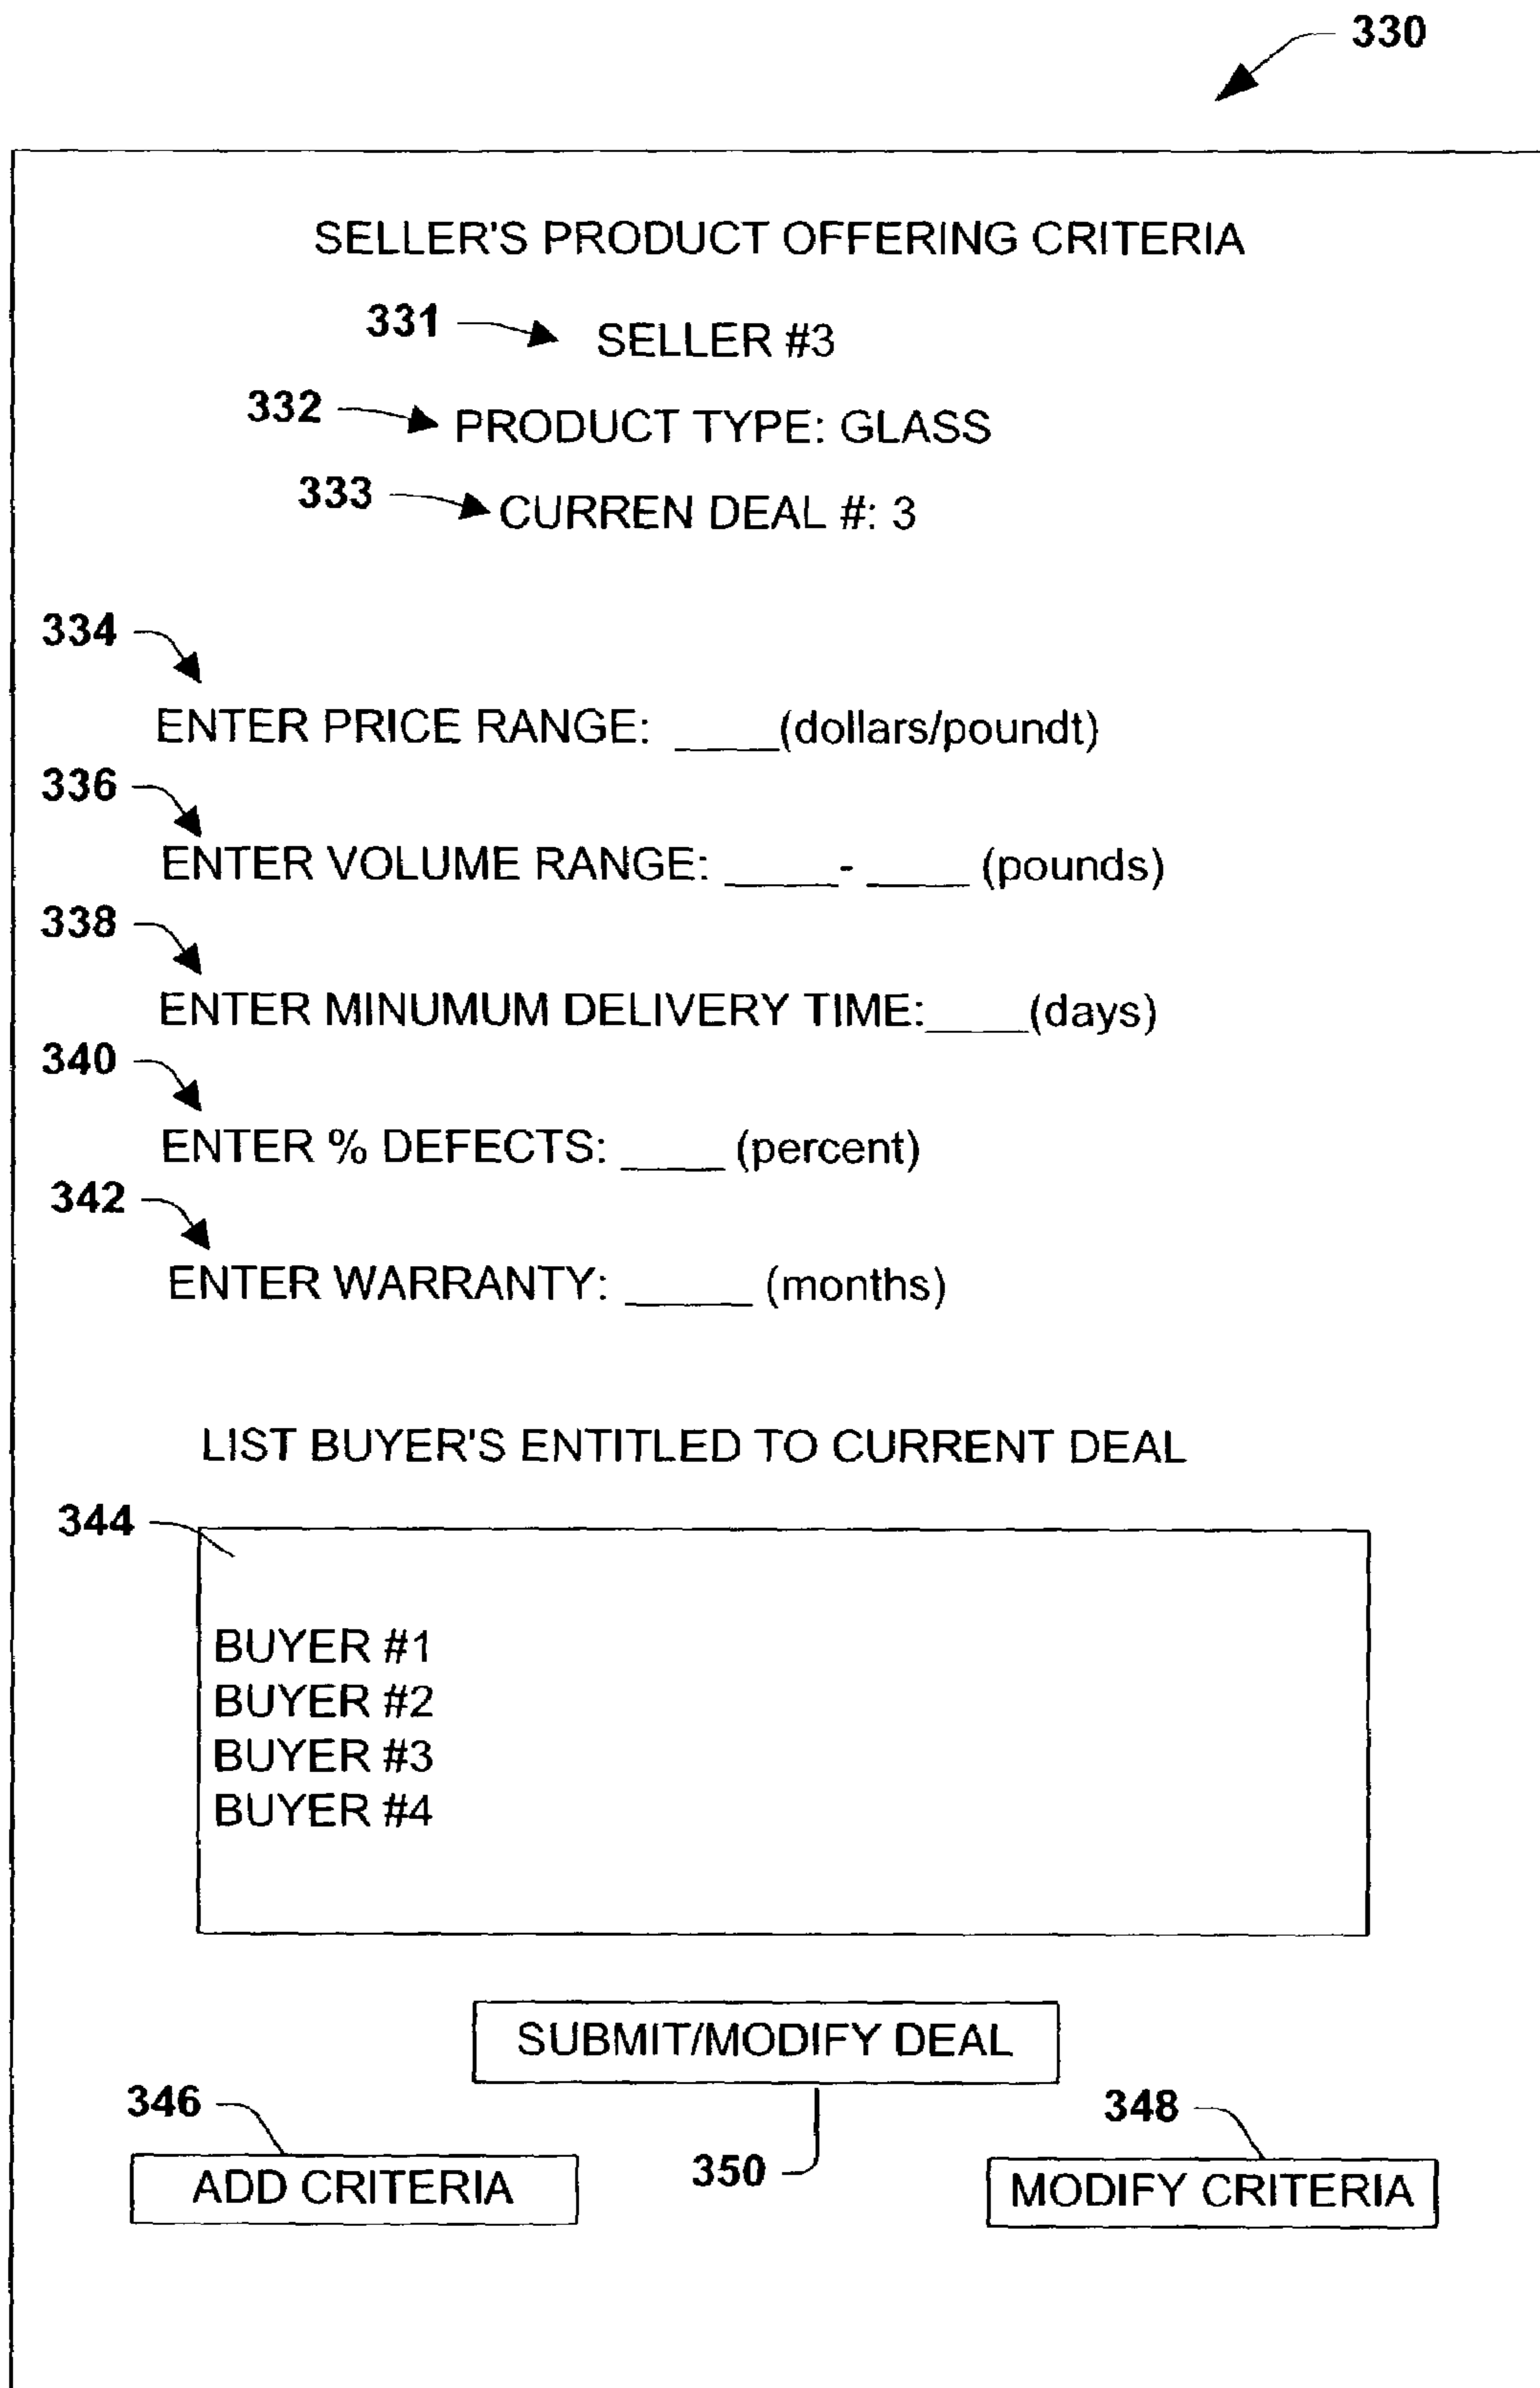 330
SELLER'S PRODUCT OFFERING CRITERIA
331 SELLER #3
332 PRODUCT TYPE: GLASS
333 CURREN DEAL #: 3
334
ENTER PRICE RANGE: ____(dollars/poundt)
336
ENTER VOLUME RANGE: ____- ____ (pounds)
338
ENTER MINUMUM DELIVERY TIME:____(days)
340
ENTER % DEFECTS: ____ (percent)
342
ENTER WARRANTY: _____ (months)
LIST BUYER'S ENTITLED TO CURRENT DEAL
344
BUYER #1
BUYER #2
BUYER #3
BUYER #4
SUBMIT/MODIFY DEAL
346 348
350
ADD CRITERIA MODIFY CRITERIA